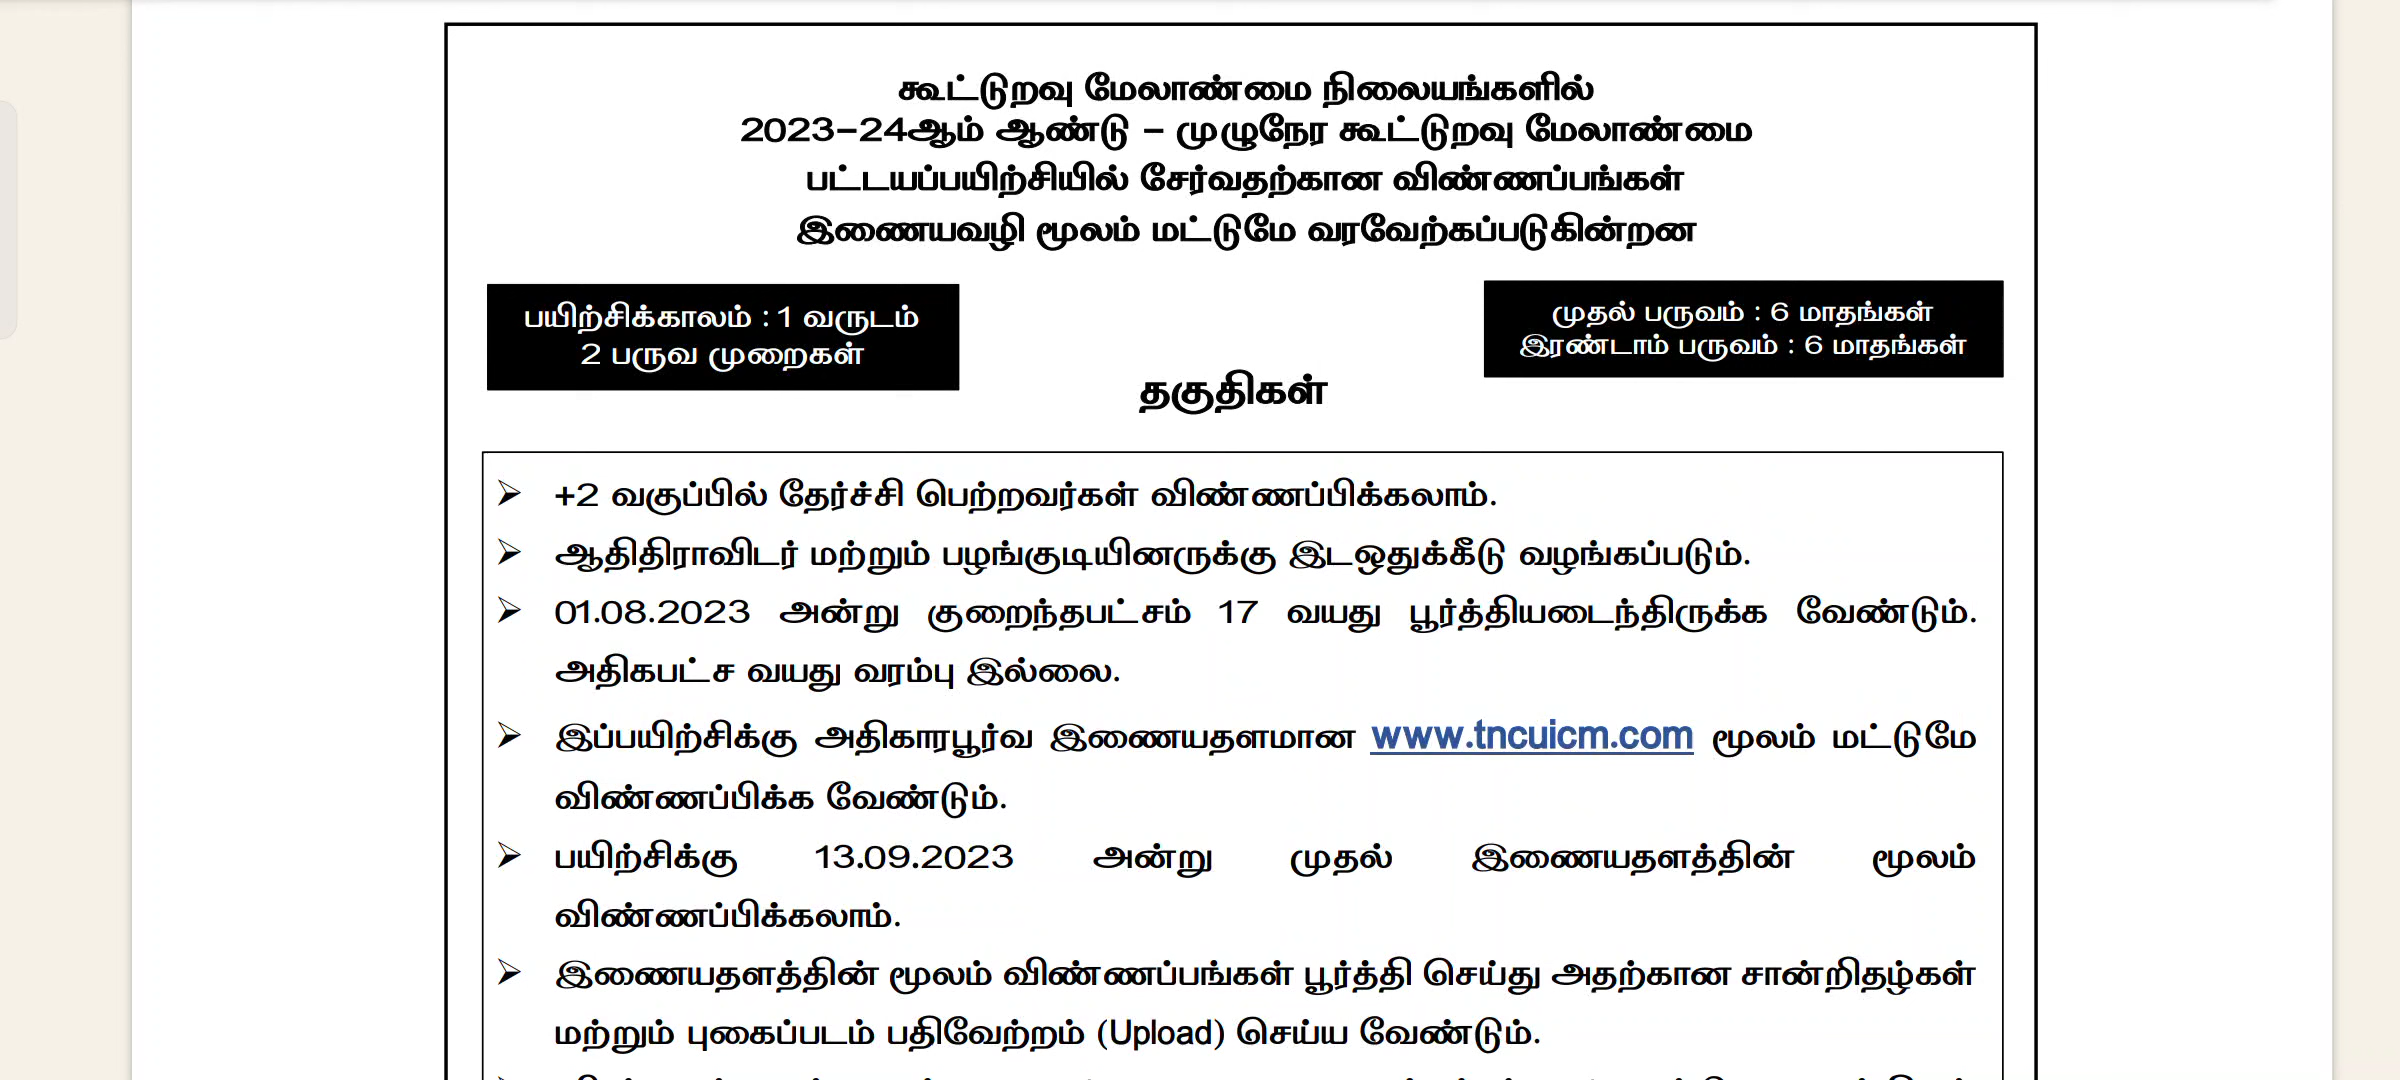 கூட்டுறவு மேலாண்மை நிலையங்களில்
2023-24ஆம் ஆண்டு - முழுநேர கூட்டுறவு மேலாண்மை
பட்டயப்பயிற்சியில் சேர்வதற்கான விண்ணப்பங்கள்
இணையவழி மூலம் மட்டுமே வரவேற்கப்படுகின்றன
பயிற்சிக்காலம் : 1 வருடம்
2 பருவ முறைகள்
முதல் பருவம் : 6 மாதங்கள்
இரண்டாம் பருவம் : 6 மாதங்கள்
தகுதிகள்
➢ +2 வகுப்பில் தேர்ச்சி பெற்றவர்கள் விண்ணப்பிக்கலாம்.
➢ ஆதிதிராவிடர் மற்றும் பழங்குடியினருக்கு இடஒதுக்கீடு வழங்கப்படும்.
➢ 01.08.2023 அன்று குறைந்தபட்சம் 17 வயது பூர்த்தியடைந்திருக்க வேண்டும்.
அதிகபட்ச வயது வரம்பு இல்லை.
➢ இப்பயிற்சிக்கு அதிகாரபூர்வ இணையதளமான www.tncuicm.com மூலம் மட்டுமே
விண்ணப்பிக்க வேண்டும்.
➢ பயிற்சிக்கு 13.09.2023 அன்று முதல் இணையதளத்தின் மூலம்
விண்ணப்பிக்கலாம்.
➢ இணையதளத்தின் மூலம் விண்ணப்பங்கள் பூர்த்தி செய்து அதற்கான சான்றிதழ்கள்
மற்றும் புகைப்படம் பதிவேற்றம் (Upload) செய்ய வேண்டும்.